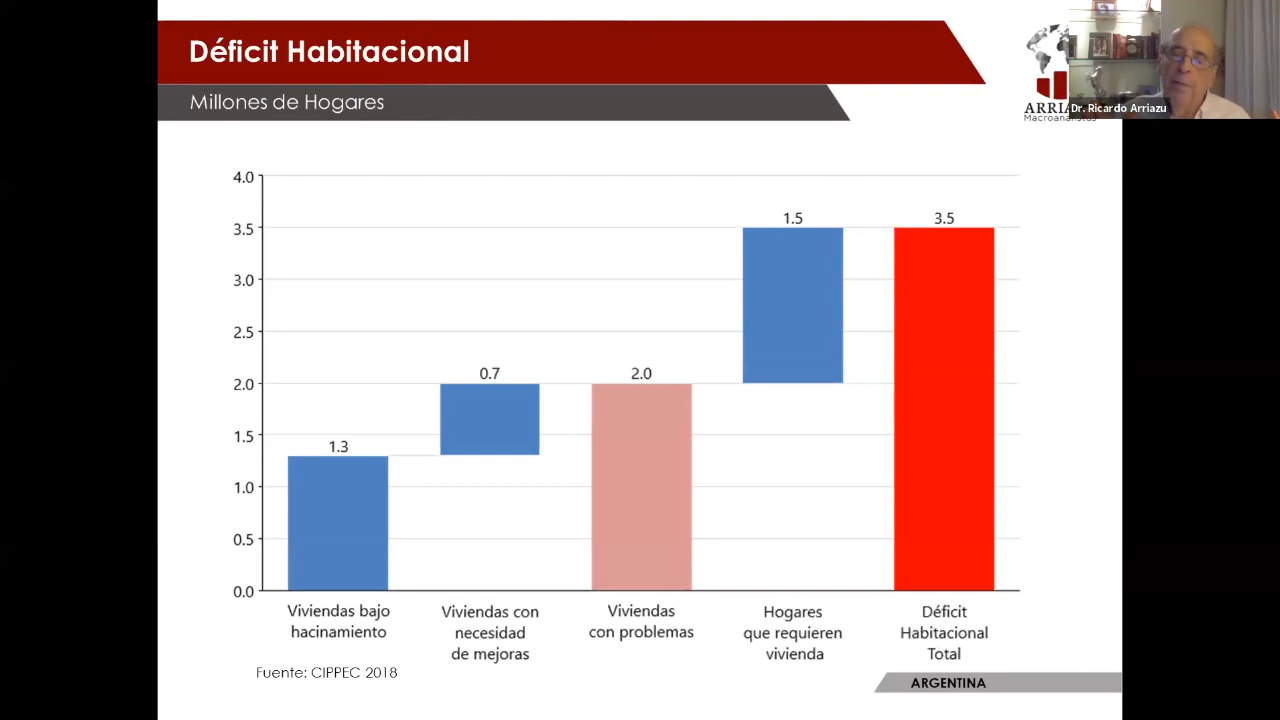 Déficit Habitacional
Millones de Hogares
ARRIA
Macroanalistas
Dr. Ricardo Arriazu
4.0
3.5
3.0
2.5
2.0
1.5
1.0
0.5
0.0
1.3
0.7
2.0
1.5
3.5
Viviendas bajo
hacinamiento
Viviendas con
necesidad
de mejoras
Viviendas
con problemas
Hogares
que requieren
vivienda
Déficit
Habitacional
Total
Fuente: CIPPEC 2018
ARGENTINA